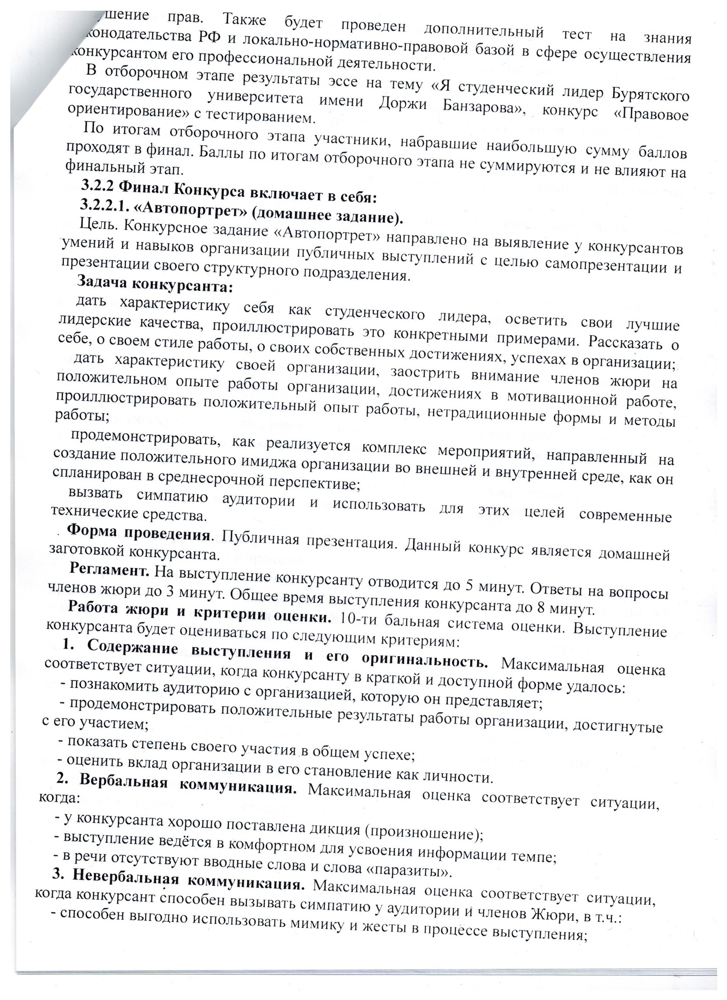 прав. Также будет проведен дополнительный тест на знания
РФ и локально-нормативно-правовой базой в сфере осуществления
конкурсантом его профессиональной деятельности.
В отборочном этапе результаты эссе на тему «Я студенческий лидер Бурятского
государственного университета имени Доржи Банзарова», конкурс «Правовое
ориентирование» с тестированием.
По итогам отборочного этапа участники, набравшие наибольшую сумму баллов
проходят в финал. Баллы по итогам отборочного этапа не суммируются и не влияют на
финальный этап.
3.2.2 Финал Конкурса включает в себя:
3.2.2.1. «Автопортрет» (домашнее задание).
Цель. Конкурсное задание «Автопортрет» направлено на выявление у конкурсантов
умений и навыков организации публичных выступлений с целью самопрезентации и
презентации своего структурного подразделения.
Задача конкурсанта:
дать характеристику себя как студенческого лидера, осветить свои лучшие
лидерские качества, проиллюстрировать это конкретными примерами. Рассказать о
себе, о своем стиле работы, о своих собственных достижениях, успехах в организации;
дать характеристику своей организации, заострить внимание членов жюри на
положительном опыте работы организации, достижениях в мотивационной работе,
проиллюстрировать положительный опыт работы, нетрадиционные формы и методы
работы;
продемонстрировать, как реализуется комплекс мероприятий, направленный на
создание положительного имиджа организации во внешней и внутренней среде, как он
спланирован в среднесрочной перспективе;
вызвать симпатию аудитории и использовать для этих целей современные
технические средства.
Форма проведения. Публичная презентация. Данный конкурс является домашней
заготовкой конкурсанта.
Регламент. На выступление конкурсанту отводится до 5 минут. Ответы на вопросы
членов жюри до 3 минут. Общее время выступления конкурсанта до 8 минут.
Работа жюри и критерии оценки. 10-ти бальная система оценки. Выступление
конкурсанта будет оцениваться по следующим критериям:
1. Содержание выступления и его оригинальность. Максимальная оценка
соответствует ситуации, когда конкурсанту в краткой и доступной форме удалось:
- познакомить аудиторию с организацией, которую он представляет;
- продемонстрировать положительные результаты работы организации, достигнутые
с его участием;
- показать степень своего участия в общем успехе;
- оценить вклад организации в его становление как личности.
2. Вербальная коммуникация. Максимальная оценка соответствует ситуации,
когда:
- у конкурсанта хорошо поставлена дикция (произношение);
- выступление ведётся в комфортном для усвоения информации темпе;
- в речи отсутствуют вводные слова и слова «паразиты».
3. Невербальная коммуникация. Максимальная оценка соответствует ситуации,
когда конкурсант способен вызывать симпатию у аудитории и членов Жюри, в т.ч.:
- способен выгодно использовать мимику и жесты в процессе выступления;